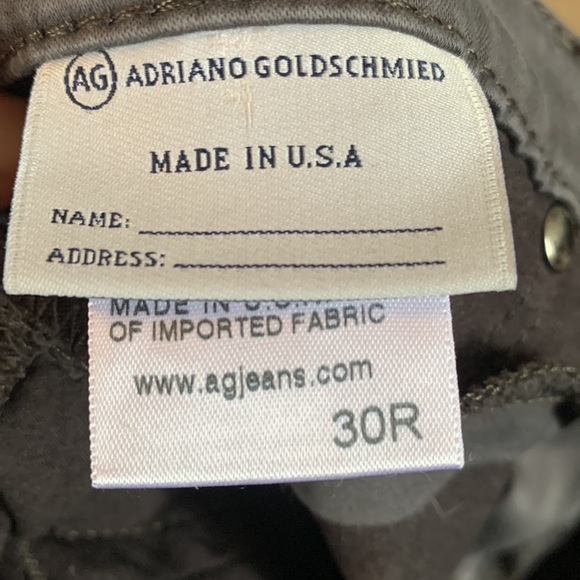 AG ADRIANO GOLDSCHMIED
MADE IN U.S.A
NAME:
ADDRESS:
MADE IN U.S.A.
OF IMPORTED FABRIC
www.agjeans.com
30R